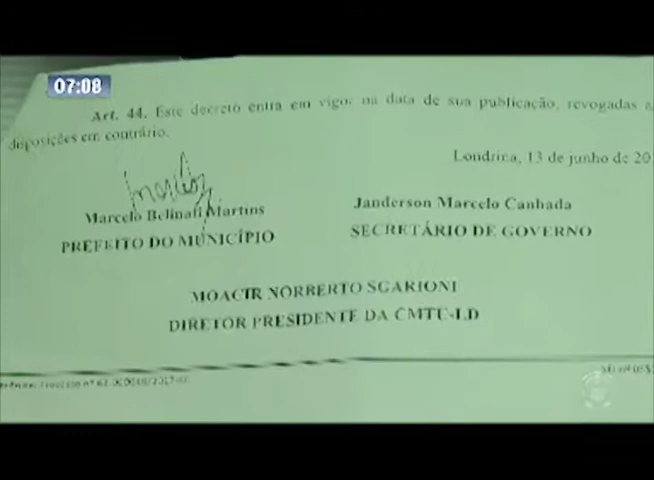 07:08
Art. 44. Este decreto entra em vigor na data de sua publicação, revogadas a
disposições em contrário.
Londrina, 13 de junho de 20
Marcelo Belinati Martins
Janderson Marcelo Canhada
PREFEITO DO MUNICÍPIO
SECRETÁRIO DE GOVERNO
MOACIR NORBERTO SGARIONI
DIRETOR PRESIDENTE DA CMTU-LD